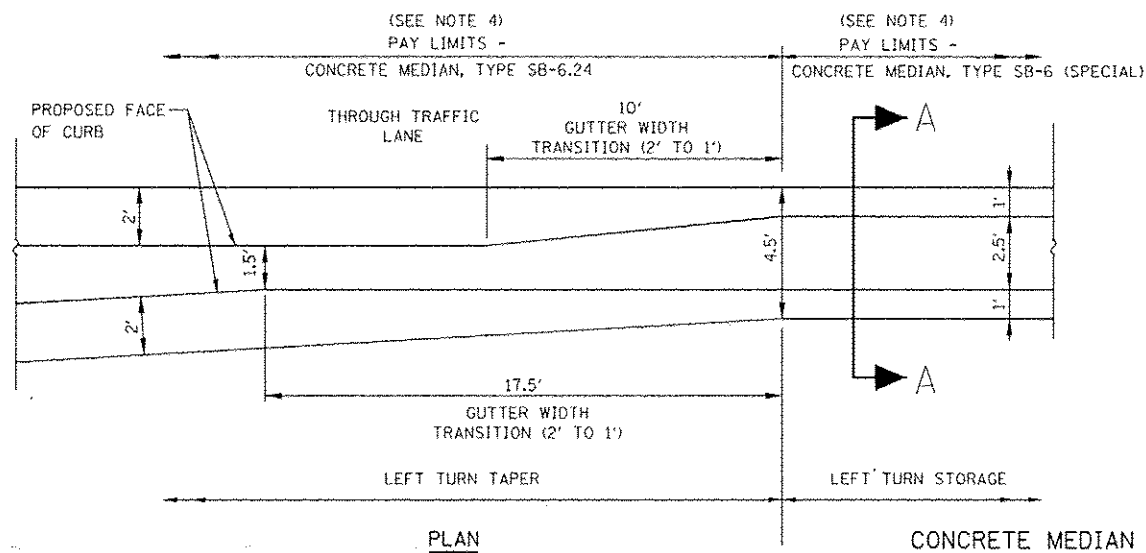 (SEE NOTE 4)
PAY LIMITS -
CONCRETE MEDIAN, TYPE SB-6.24
(SEE NOTE 4)
PAY LIMITS -
CONCRETE MEDIAN, TYPE SB-6 (SPECIAL)
PROPOSED FACE
OF CURB
THROUGH TRAFFIC
LANE
10'
GUTTER WIDTH
TRANSITION (2' TO 1')
A
2'
1.5'
4.5'
1'
2.5'
1'
2'
A
17.5'
GUTTER WIDTH
TRANSITION (2' TO 1')
LEFT TURN TAPER
LEFT TURN STORAGE
PLAN
CONCRETE MEDIAN